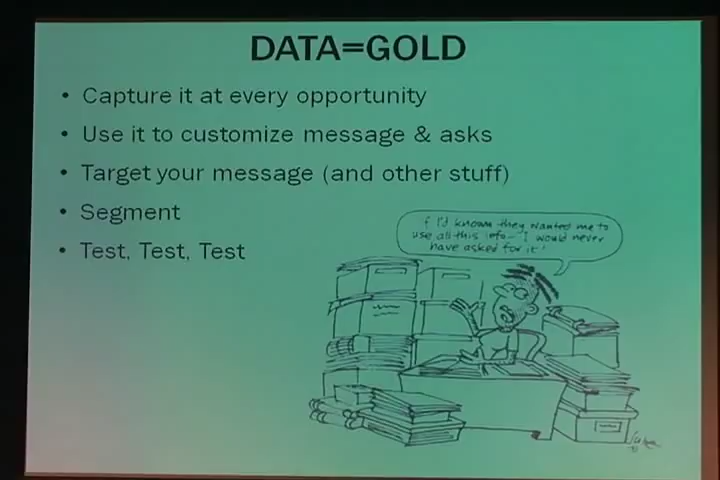 DATA=GOLD
• Capture it at every opportunity
• Use it to customize message & asks
• Target your message (and other stuff)
• Segment
• Test, Test, Test
f I'd known they wanted me to
use all this info– I would never
have asked for it!